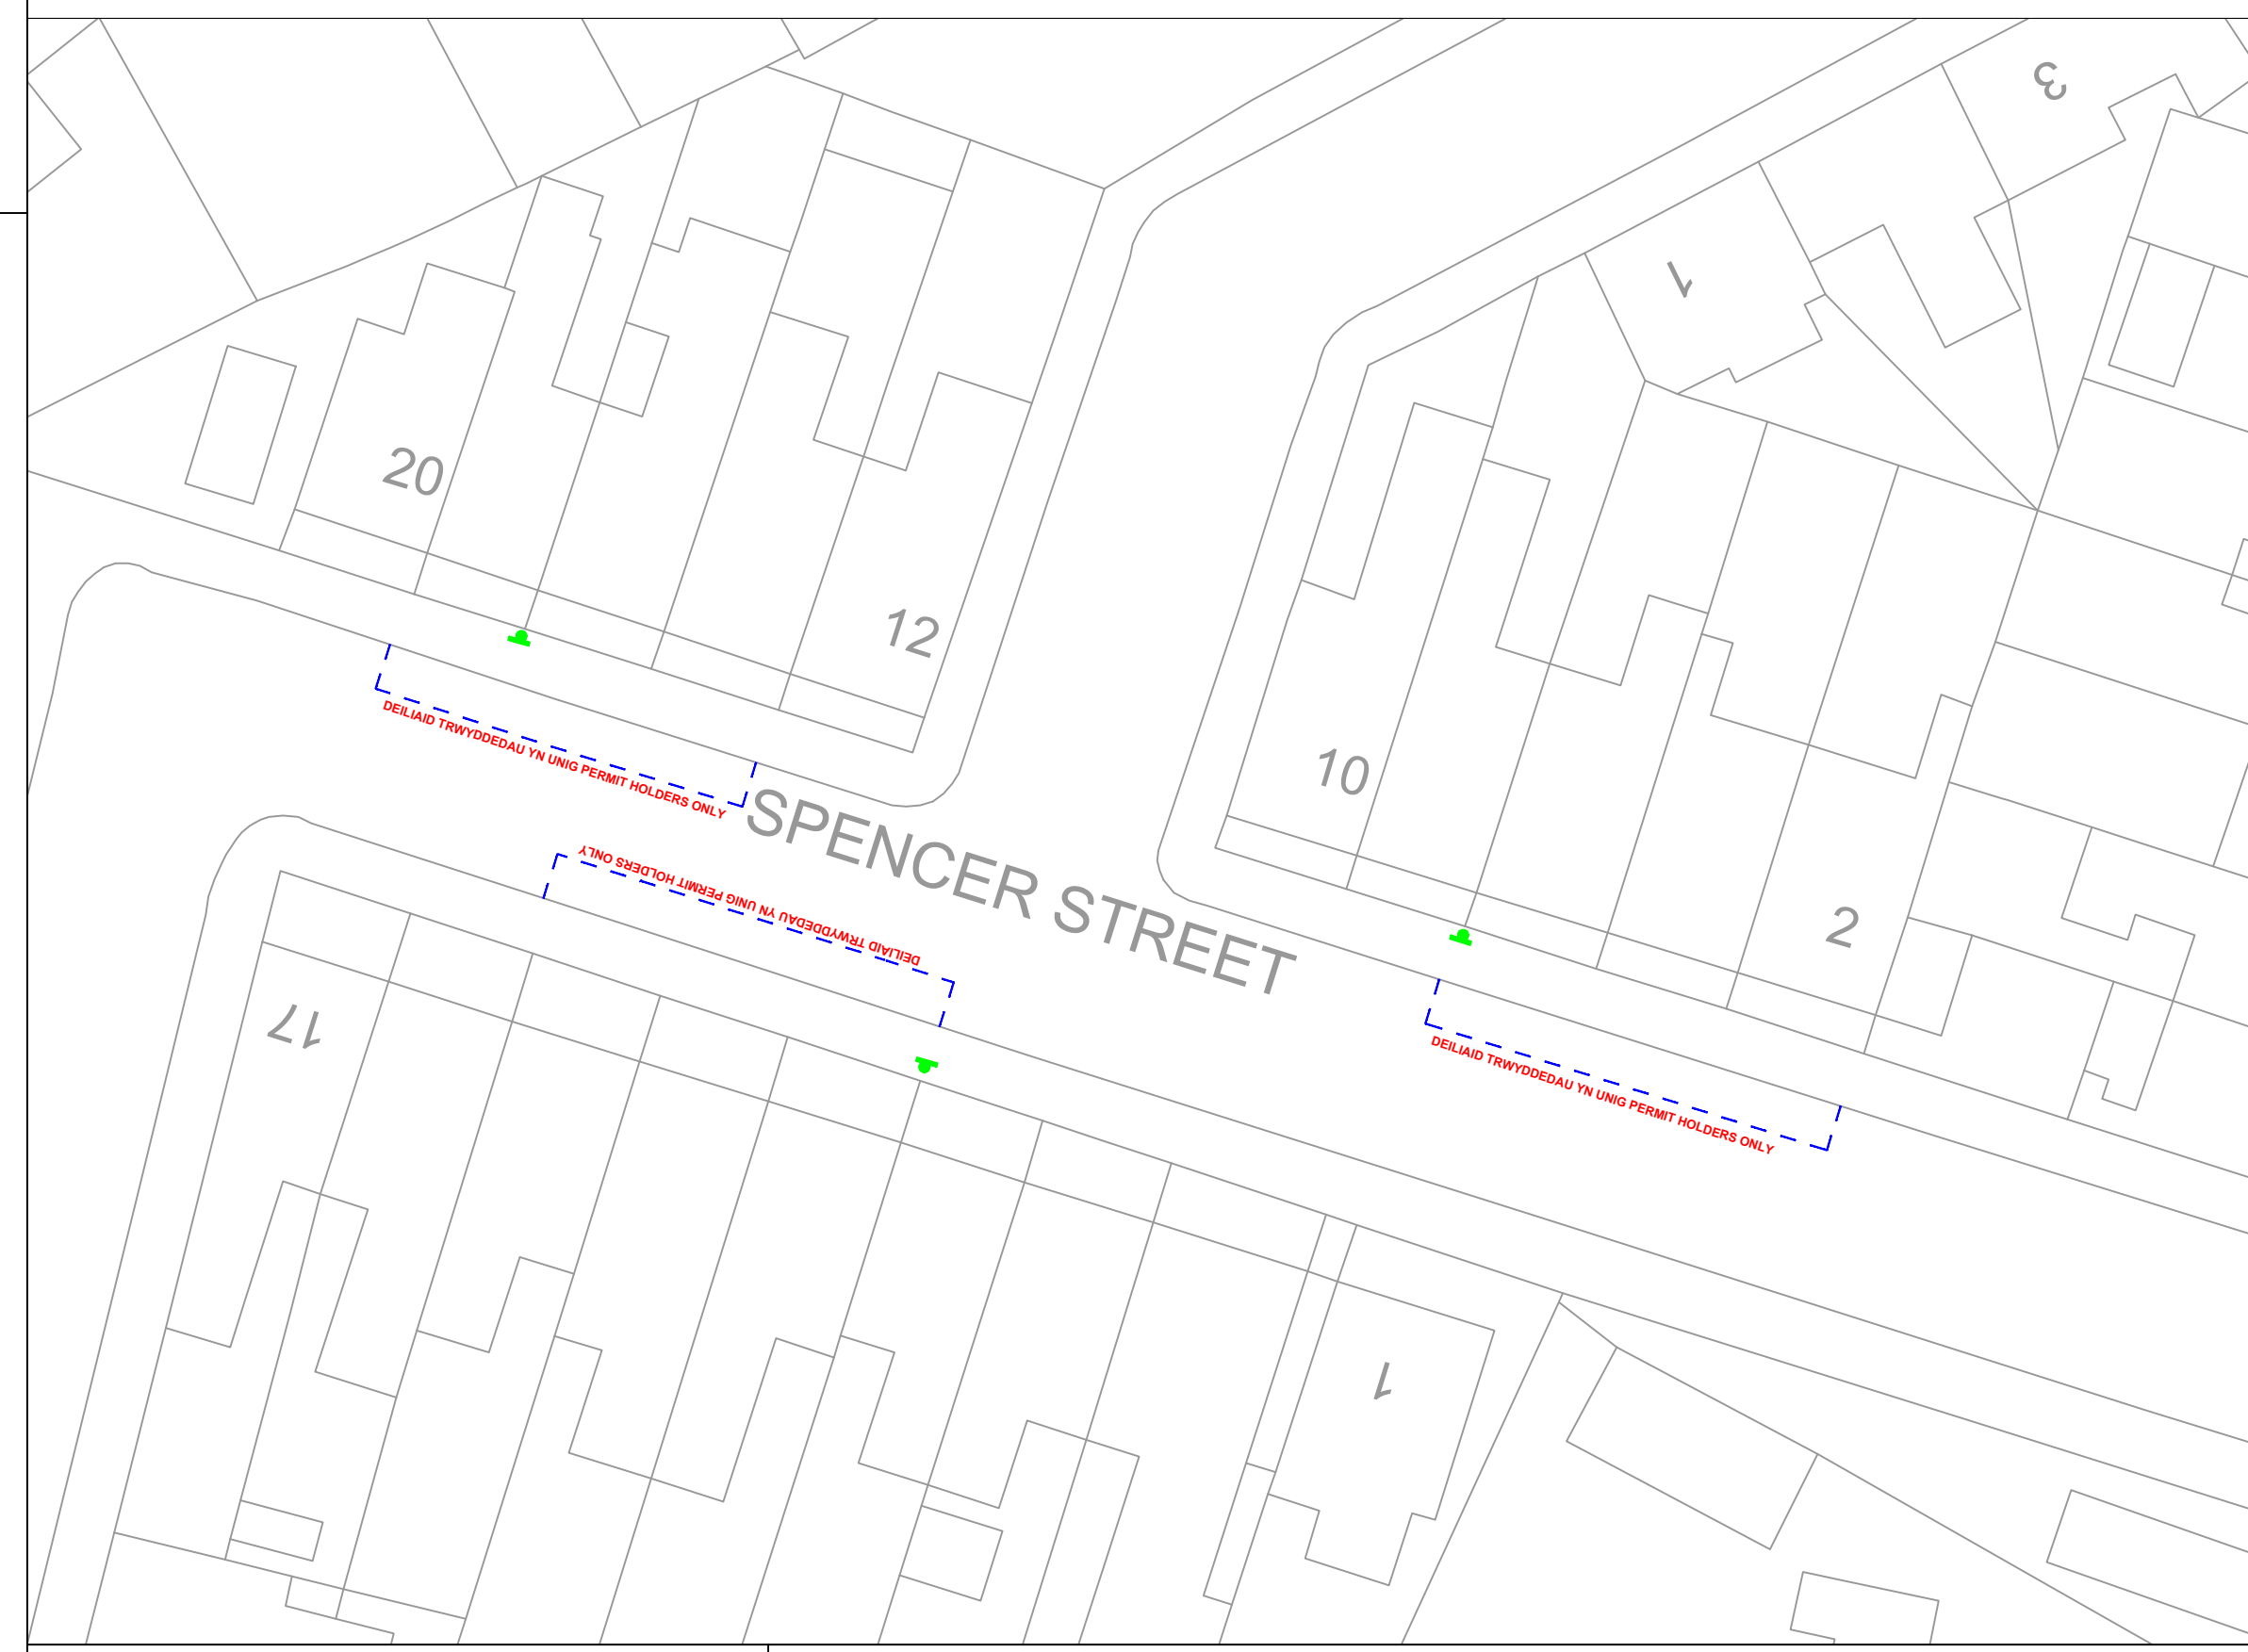 3
1
20
12
DEILIAID TRWYDDEDAU YN UNIG PERMIT HOLDERS ONLY
SPENCER STREET
10
DEILIAID TRWYDDEDAU YN UNIG PERMIT HOLDERS ONLY
2
17
DEILIAID TRWYDDEDAU YN UNIG PERMIT HOLDERS ONLY
1